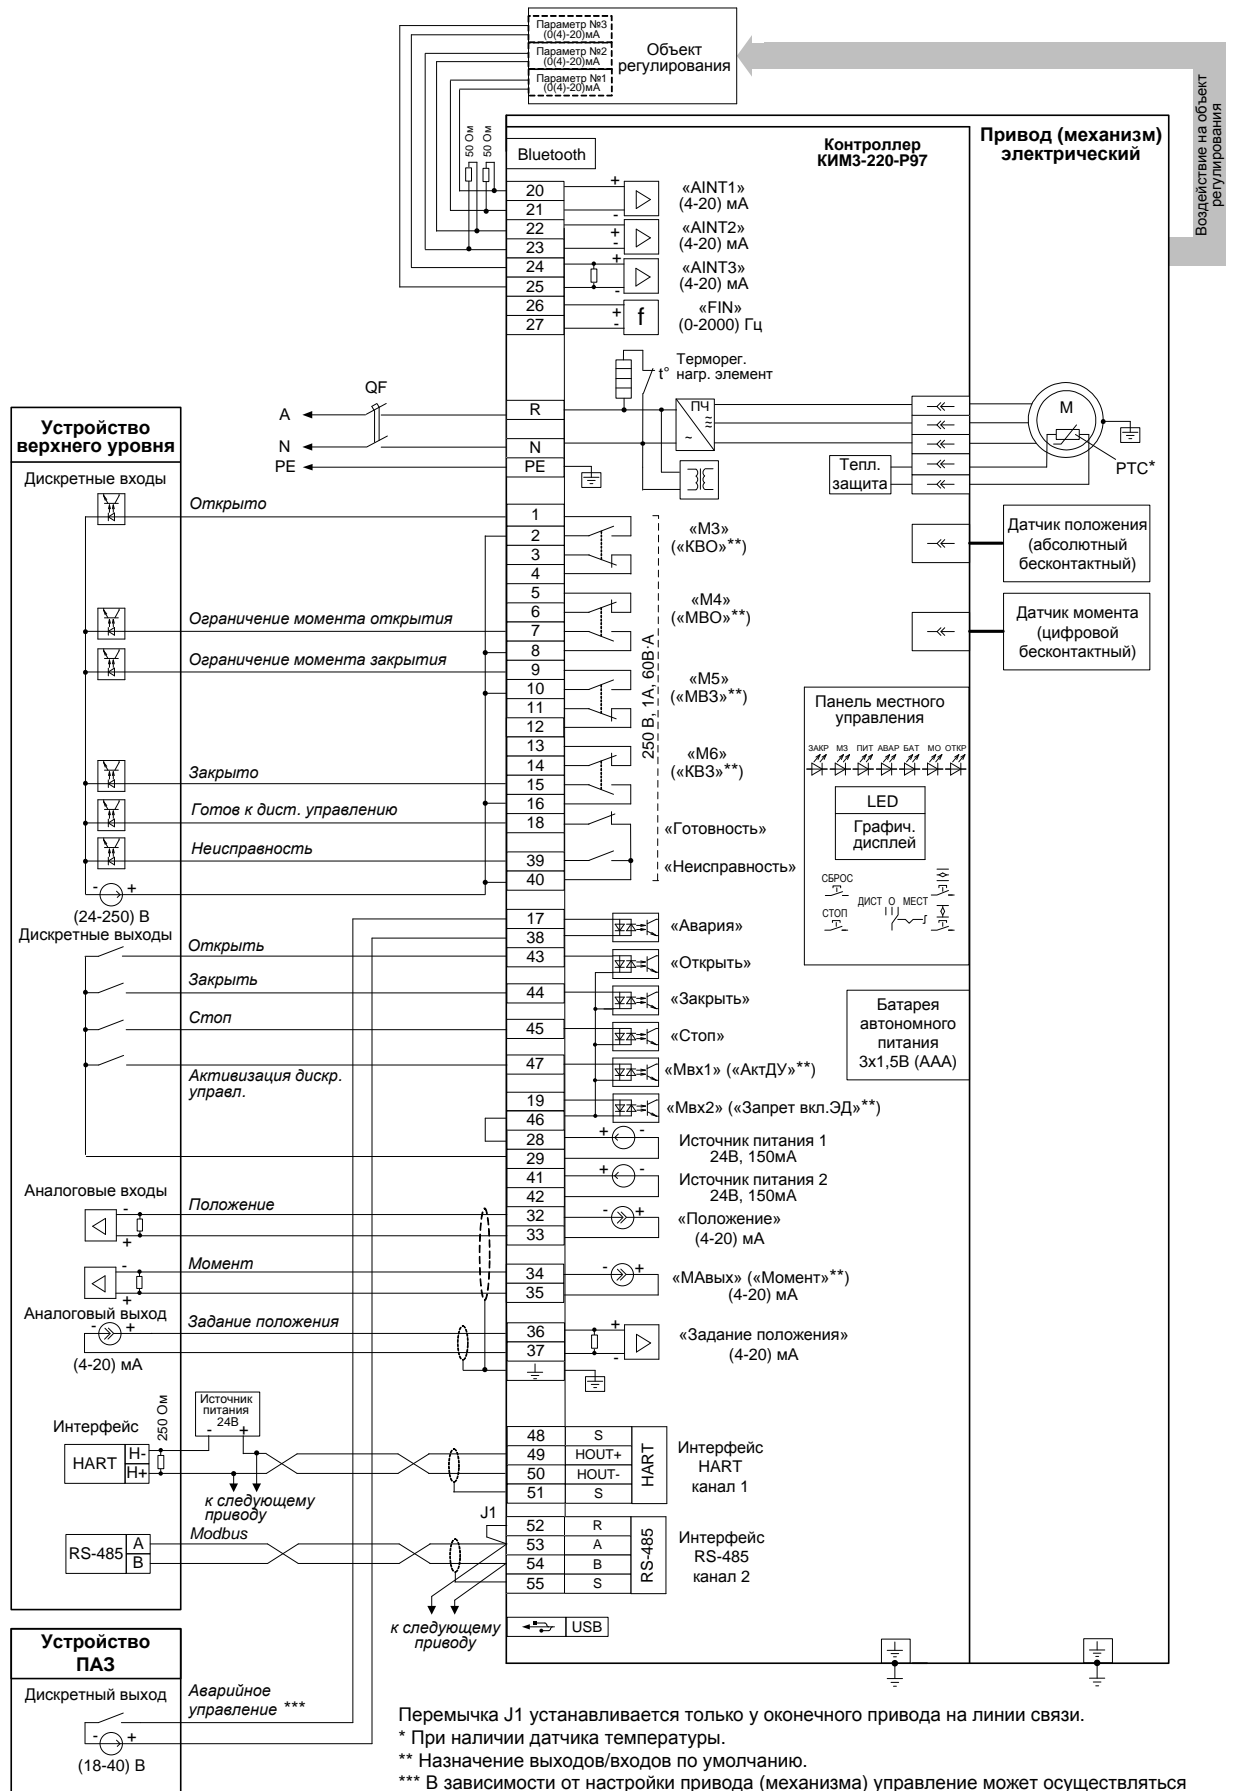 Параметр №3
(0(4)-20)мА
Параметр №2
(0(4)-20)мА
Параметр №1
(0(4)-20)мА
Объект
регулирования
Воздействие на объект
регулирования
50 Ом
50 Ом
Bluetooth
Контроллер
КИМ3-220-Р97
Привод (механизм)
электрический
20
21
22
23
24
25
26
27
+
-
«AINT1»
(4-20) мА
+
-
«AINT2»
(4-20) мА
+
-
«AINT3»
(4-20) мА
+
-
f
«FIN»
(0-2000) Гц
t°
Терморег.
нагр. элемент
QF
A
N
PE
R
N
PE
ПЧ
~
≈
Тепл.
защита
M
PTC*
Устройство
верхнего уровня
Дискретные входы
Открыто
1
2
3
4
«М3»
(«КВО»**)
Датчик положения
(абсолютный
бесконтактный)
5
6
7
8
«М4»
(«МВО»**)
Ограничение момента открытия
Датчик момента
(цифровой
бесконтактный)
Ограничение момента закрытия
9
10
11
12
«М5»
(«МВЗ»**)
250 В, 1А, 60В·А
13
14
15
16
«М6»
(«КВЗ»**)
Закрыто
Готов к дист. управлению
18
«Готовность»
Неисправность
39
40
«Неисправность»
- +
(24-250) В
Панель местного
управления
ЗАКР МЗ ПИТ АВАР БАТ МО ОТКР
LED
Графич.
дисплей
СБРОС
СТОП
ДИСТ О МЕСТ
Дискретные выходы
17
38
«Авария»
Открыть
43
«Открыть»
Закрыть
44
«Закрыть»
Стоп
45
«Стоп»
Активизация дискр.
управл.
47
«Мвх1» («АктДУ»**)
19
46
«Мвх2» («Запрет вкл.ЭД»**)
Батарея
автономного
питания
3х1,5В (ААА)
28
29
+ -
Источник питания 1
24В, 150мА
41
42
+ -
Источник питания 2
24В, 150мА
Аналоговые входы
-
+
Положение
32
33
- +
«Положение»
(4-20) мА
-
+
Момент
34
35
- +
«МАвых» («Момент»**)
(4-20) мА
Аналоговый выход
- +
(4-20) мА
Задание положения
36
37
+
-
«Задание положения»
(4-20) мА
Интерфейс
HART
H-
H+
250 Ом
Источник
питания
24В
- +
к следующему
приводу
48 S
49 HOUT+
50 HOUT-
51 S
HART
Интерфейс
HART
канал 1
RS-485
A
B
Modbus
J1
52 R
53 A
54 B
55 S
RS-485
Интерфейс
RS-485
канал 2
к следующему
приводу
USB
Устройство
ПАЗ
Дискретный выход
Аварийное
управление ***
- +
(18-40) В
Перемычка J1 устанавливается только у оконечного привода на линии связи.
* При наличии датчика температуры.
** Назначение выходов/входов по умолчанию.
*** В зависимости от настройки привода (механизма) управление может осуществляться